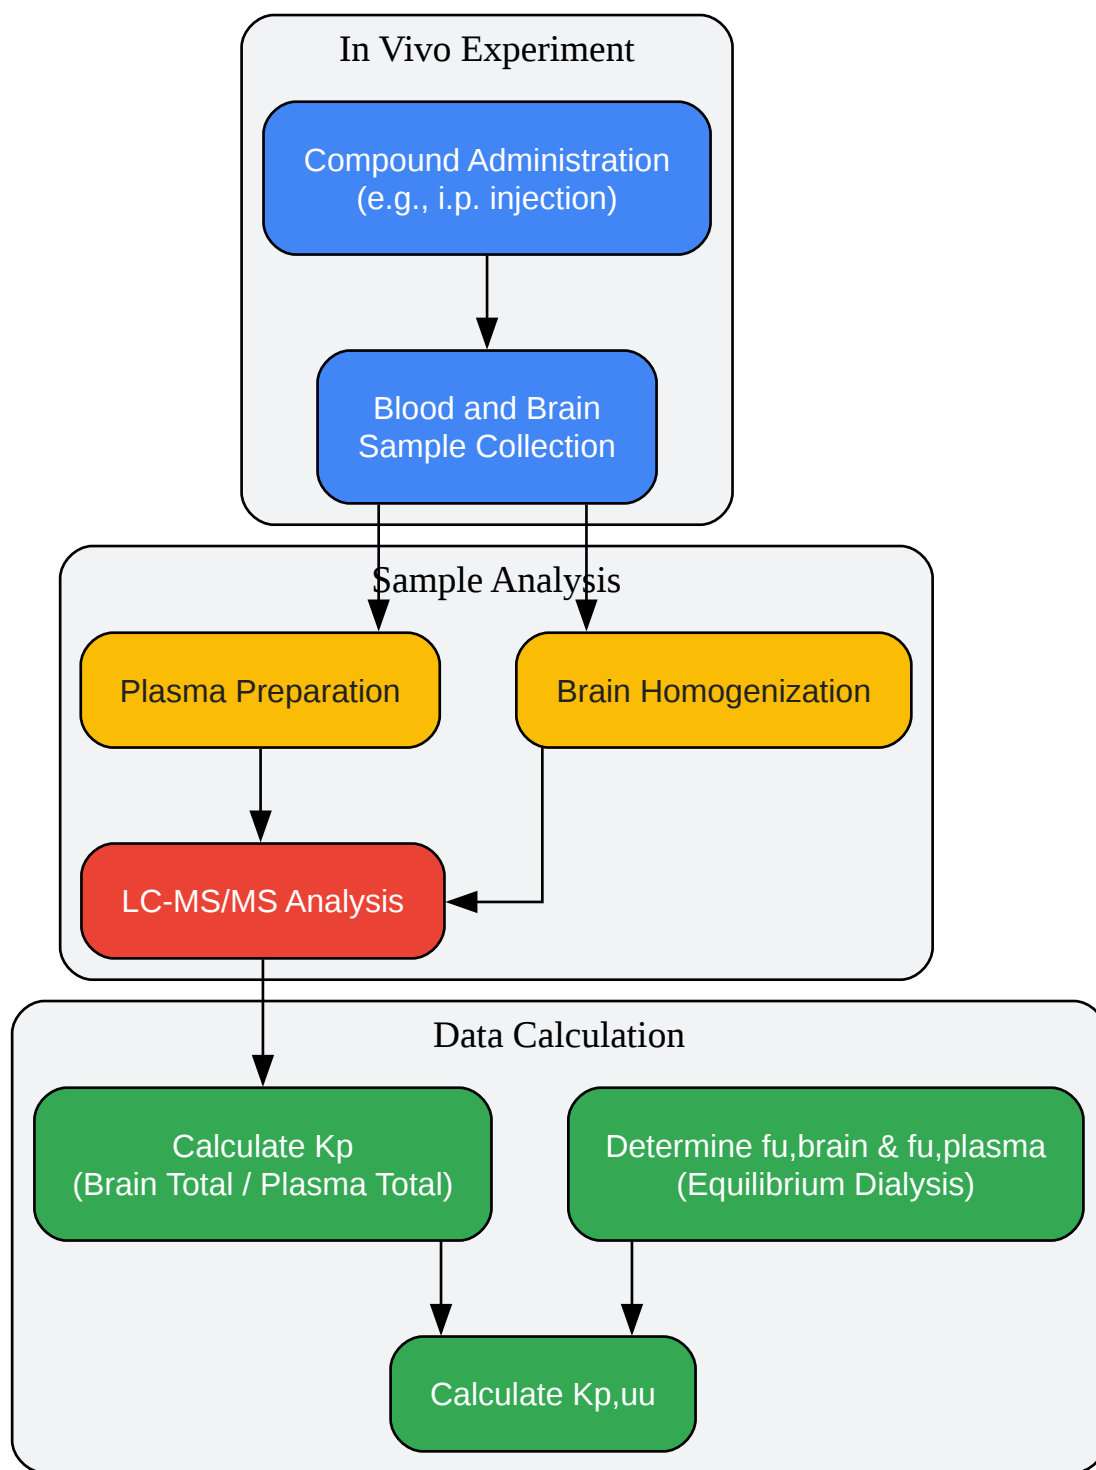 In Vivo Experiment
Compound Administration
(e.g., i.p. injection)
Blood and Brain
Sample Collection
Sample Analysis
Plasma Preparation
Brain Homogenization
LC-MS/MS Analysis
Data Calculation
Calculate Kp
(Brain Total / Plasma Total)
Determine fu,brain & fu,plasma
(Equilibrium Dialysis)
Calculate Kp,uu